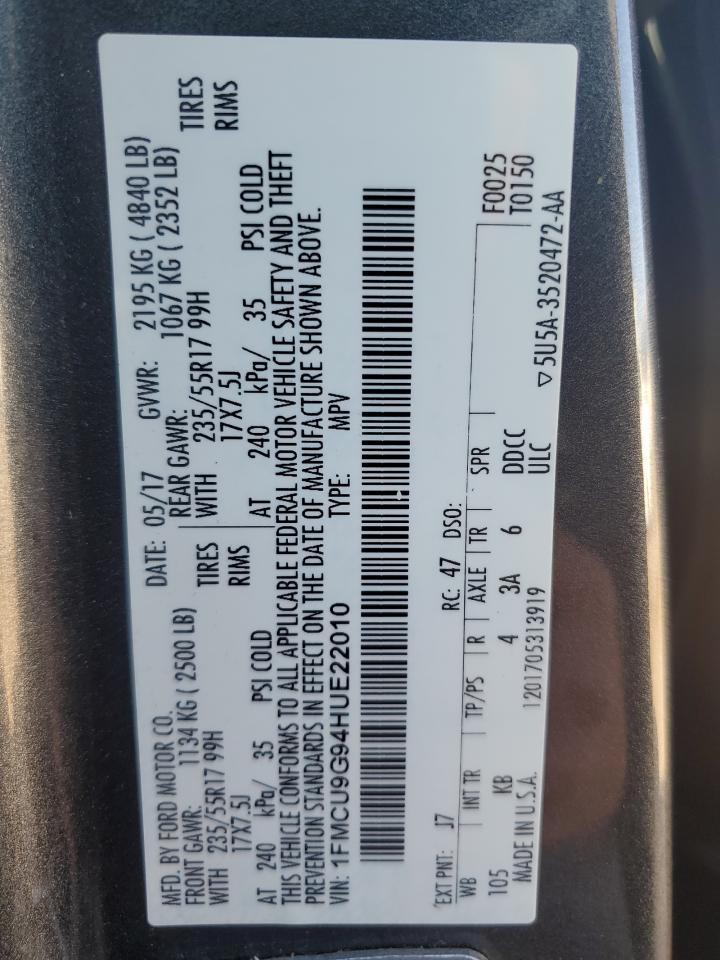 MFD. BY FORD MOTOR CO.
DATE: 05/17 GVWR: 2195 KG ( 4840 LB)
FRONT GAWR: 1134 KG ( 2500 LB) REAR GAWR: 1067 KG ( 2352 LB)
WITH 235/55R17 99H TIRES WITH 235/55R17 99H TIRES
17X7.5J RIMS 17X7.5J RIMS
AT 240 kPa/ 35 PSI COLD AT 240 kPa/ 35 PSI COLD
THIS VEHICLE CONFORMS TO ALL APPLICABLE FEDERAL MOTOR VEHICLE SAFETY AND THEFT
PREVENTION STANDARDS IN EFFECT ON THE DATE OF MANUFACTURE SHOWN ABOVE.
VIN: 1FMCU9G94HUE22010 TYPE: MPV
EXT PNT: J7 RC: 47 DSO:
WB INT TR TP/PS R AXLE TR SPR F0025
105 KB 4 3A 6 DDCC T0150
MADE IN U.S.A. 1201705313919 ULC ▽5U5A-3520472-AA